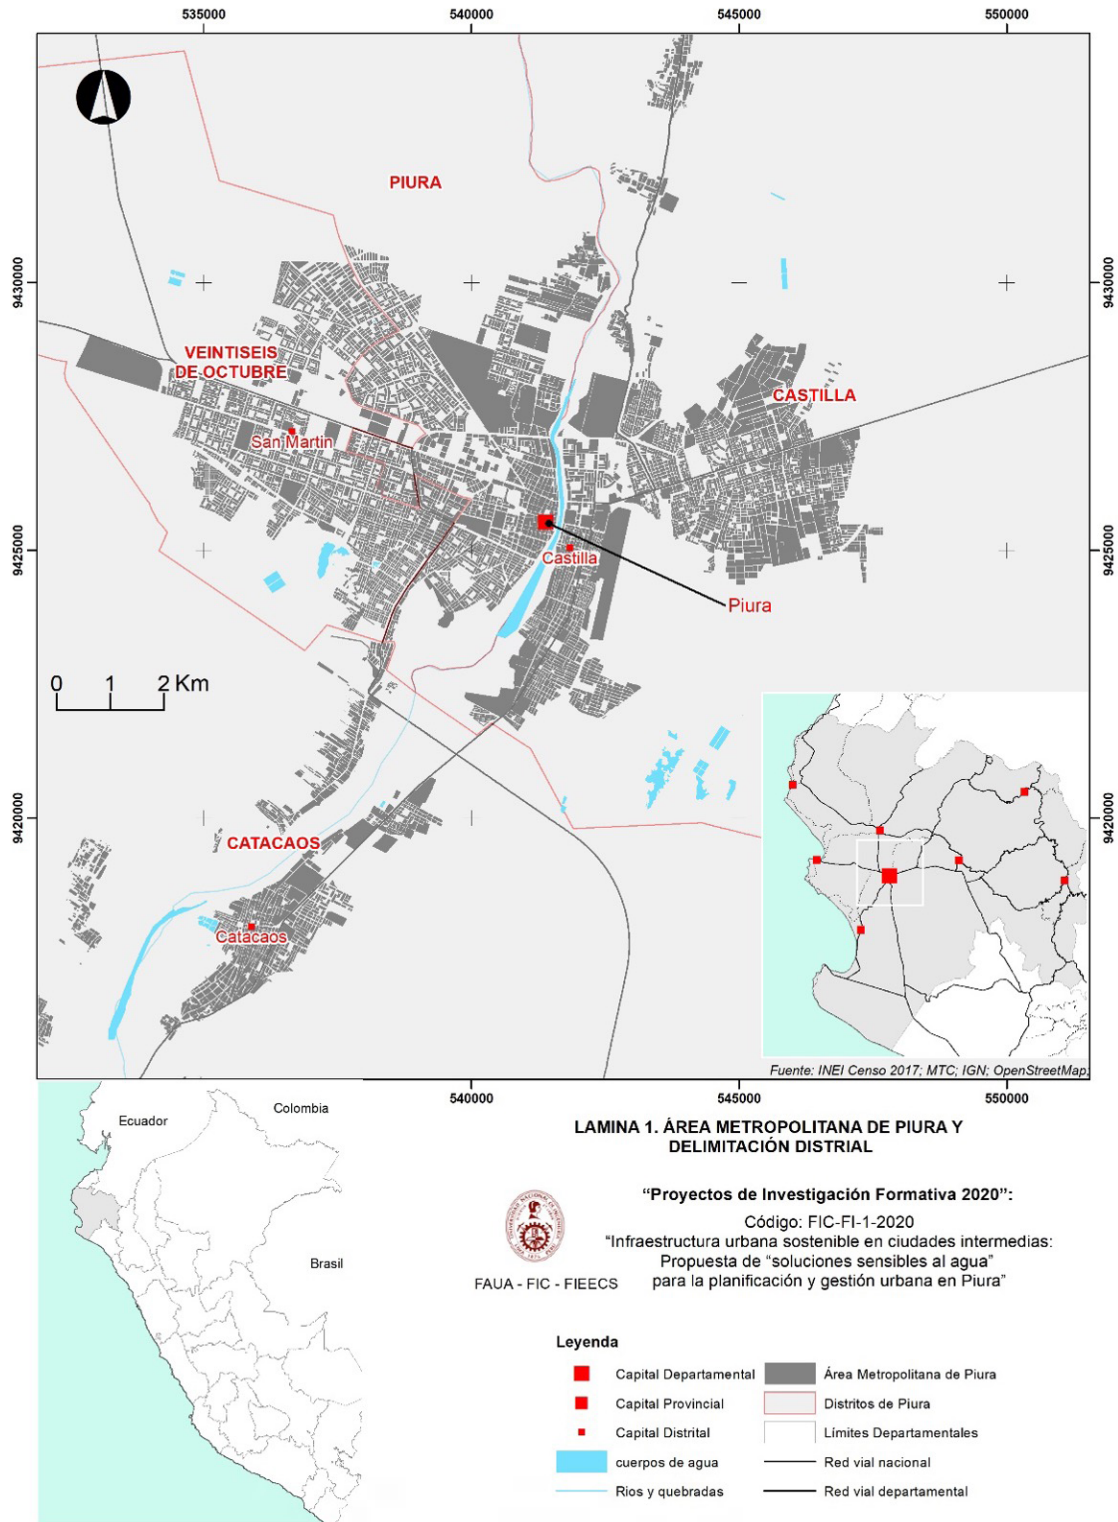 535000
540000
545000
550000
PIURA
9430000
9430000
VEINTISEIS
DE OCTUBRE
CASTILLA
San Martin
9425000
9425000
Castilla
Piura
0 1 2 Km
9420000
9420000
CATACAOS
Catacaos
Fuente: INEI Censo 2017; MTC; IGN; OpenStreetMap;
540000
545000
550000
Colombia
Ecuador
Brasil
LAMINA 1. ÁREA METROPOLITANA DE PIURA Y
DELIMITACIÓN DISTRIAL
“Proyectos de Investigación Formativa 2020”:
Código: FIC-FI-1-2020
“Infraestructura urbana sostenible en ciudades intermedias:
Propuesta de “soluciones sensibles al agua”
para la planificación y gestión urbana en Piura”
FAUA - FIC - FIEECS
Leyenda
Capital Departamental
Capital Provincial
Capital Distrital
cuerpos de agua
Rios y quebradas
Área Metropolitana de Piura
Distritos de Piura
Límites Departamentales
Red vial nacional
Red vial departamental